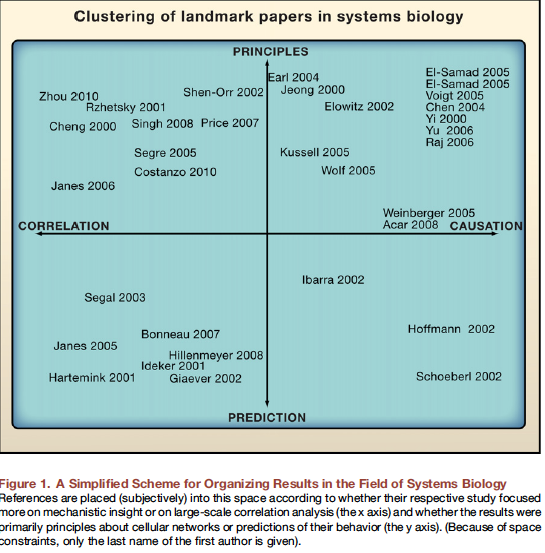 Clustering of landmark papers in systems biology
PRINCIPLES
Earl 2004
El-Samad 2005
El-Samad 2005
Zhou 2010
Shen-Orr 2002
Jeong 2000
Voigt 2005
Rzhetsky 2001
Elowitz 2002
Chen 2004
Cheng 2000
Singh 2008
Price 2007
Yi 2000
Yu 2006
Raj 2006
Segre 2005
Kussell 2005
Costanzo 2010
Wolf 2005
Janes 2006
Weinberger 2005
CORRELATION
Acar 2008
CAUSATION
Ibarra 2002
Segal 2003
Bonneau 2007
Hoffmann 2002
Janes 2005
Hillenmeyer 2008
Ideker 2001
Hartemink 2001
Giaever 2002
Schoeberl 2002
PREDICTION
Figure 1. A Simplified Scheme for Organizing Results in the Field of Systems Biology
References are placed (subjectively) into this space according to whether their respective study focused
more on mechanistic insight or on large-scale correlation analysis (the x axis) and whether the results were
primarily principles about cellular networks or predictions of their behavior (the y axis). (Because of space
constraints, only the last name of the first author is given).